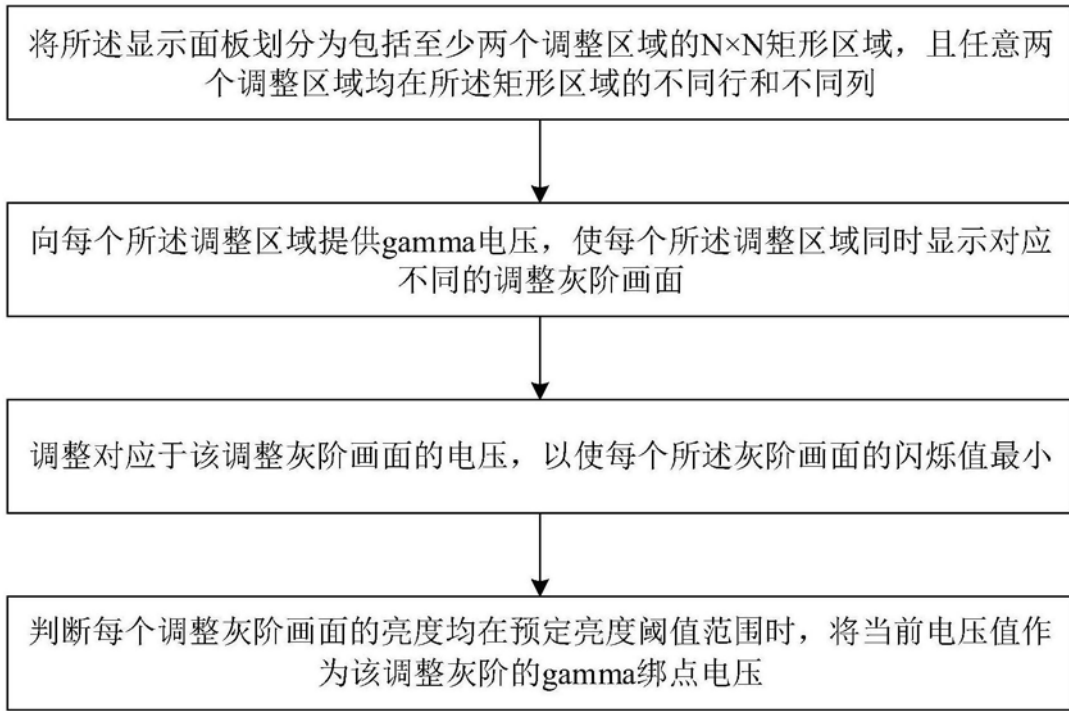 将所述显示面板划分为包括至少两个调整区域的N×N矩形区域，且任意两
个调整区域均在所述矩形区域的不同行和不同列
向每个所述调整区域提供gamma电压，使每个所述调整区域同时显示对应
不同的调整灰阶画面
调整对应于该调整灰阶画面的电压，以使每个所述灰阶画面的闪烁值最小
判断每个调整灰阶画面的亮度均在预定亮度阈值范围时，将当前电压值作
为该调整灰阶的gamma绑点电压